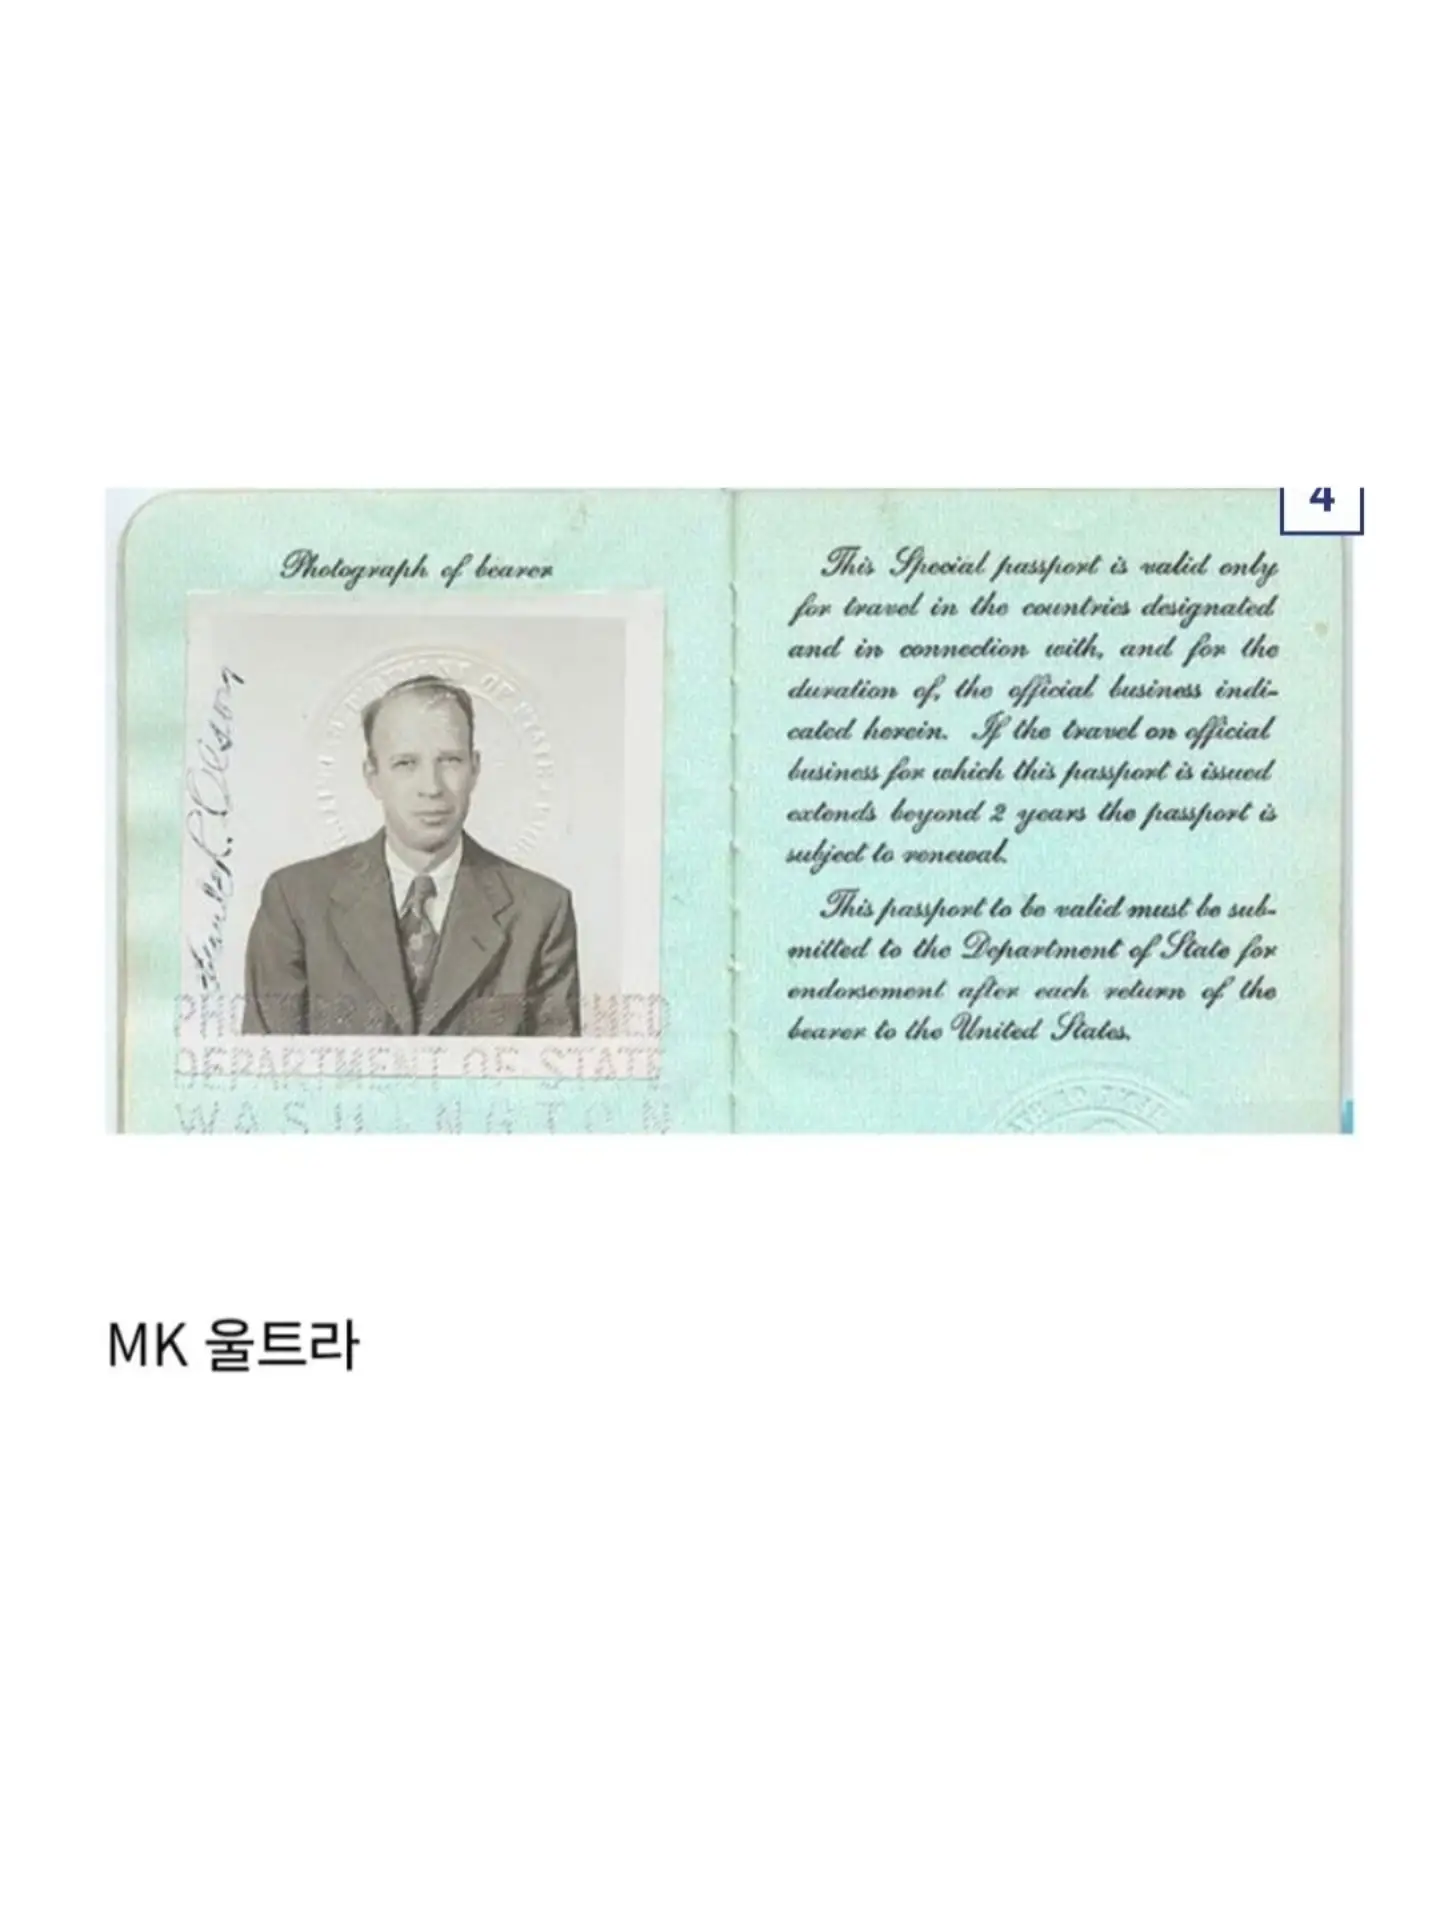 4
Photograph of bearer
Frank R. Olson
PHOTOGRAPH ATTACHED
DEPARTMENT OF STATE
WASHINGTON
This Special passport is valid only
for travel in the countries designated
and in connection with, and for the
duration of, the official business indi-
cated herein. If the travel on official
business for which this passport is issued
extends beyond 2 years the passport is
subject to renewal.
This passport to be valid must be sub-
mitted to the Department of State for
endorsement after each return of the
bearer to the United States.
MK 울트라